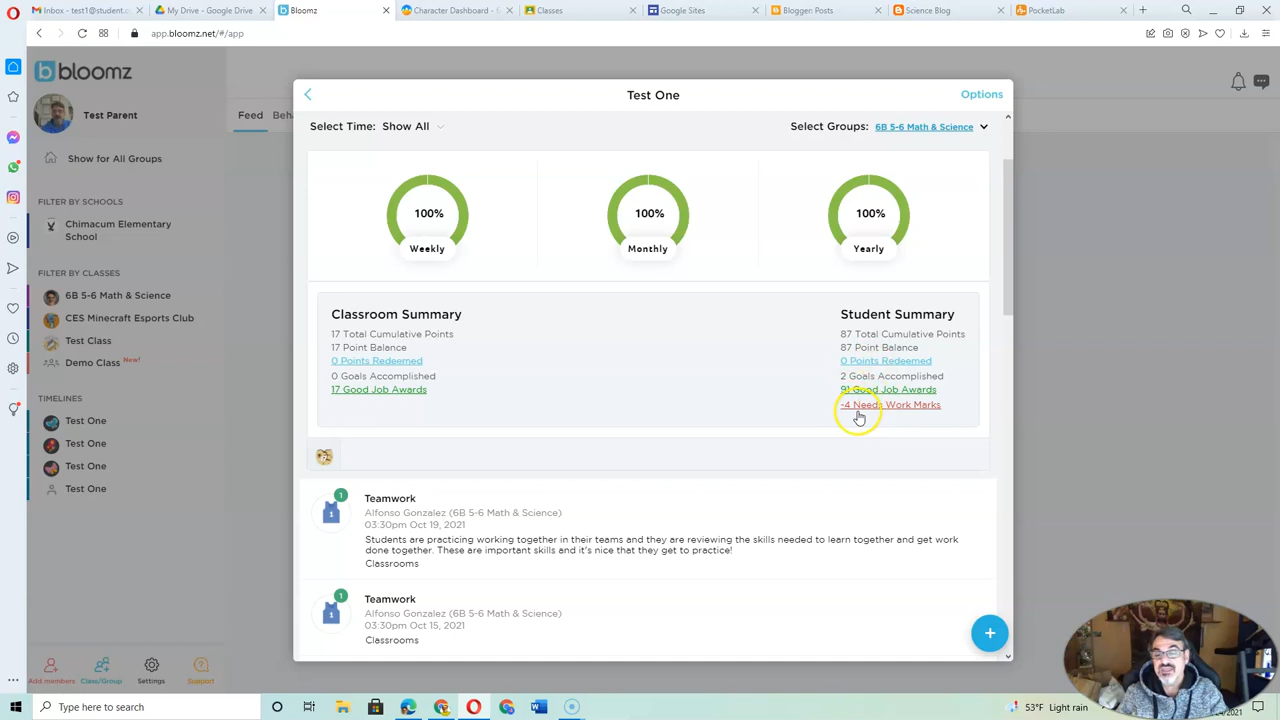 Inbox - test1@student.c
My Drive - Google Drive
Bloomz
Character Dashboard - 6
Classes
Google Sites
Blogger: Posts
Science Blog
PocketLab
app.bloomz.net/#/app
bloomz
Test Parent
Feed
Beha
Show for All Groups
FILTER BY SCHOOLS
Chimacum Elementary
School
FILTER BY CLASSES
6B 5-6 Math & Science
CES Minecraft Esports Club
Test Class
Demo Class New!
TIMELINES
Test One
Test One
Test One
Test One
Add members
Class/Group
Settings
Support
Test One
Options
Select Time: Show All
Select Groups: 6B 5-6 Math & Science
100%
Weekly
100%
Monthly
100%
Yearly
Classroom Summary
17 Total Cumulative Points
17 Point Balance
0 Points Redeemed
0 Goals Accomplished
17 Good Job Awards
Student Summary
87 Total Cumulative Points
87 Point Balance
0 Points Redeemed
2 Goals Accomplished
91 Good Job Awards
-4 Needs Work Marks
1
1
Teamwork
Alfonso Gonzalez (6B 5-6 Math & Science)
03:30pm Oct 19, 2021
Students are practicing working together in their teams and they are reviewing the skills needed to learn together and get work
done together. These are important skills and it's nice that they get to practice!
Classrooms
1
1
Teamwork
Alfonso Gonzalez (6B 5-6 Math & Science)
03:30pm Oct 15, 2021
Classrooms
Type here to search
53°F Light rain